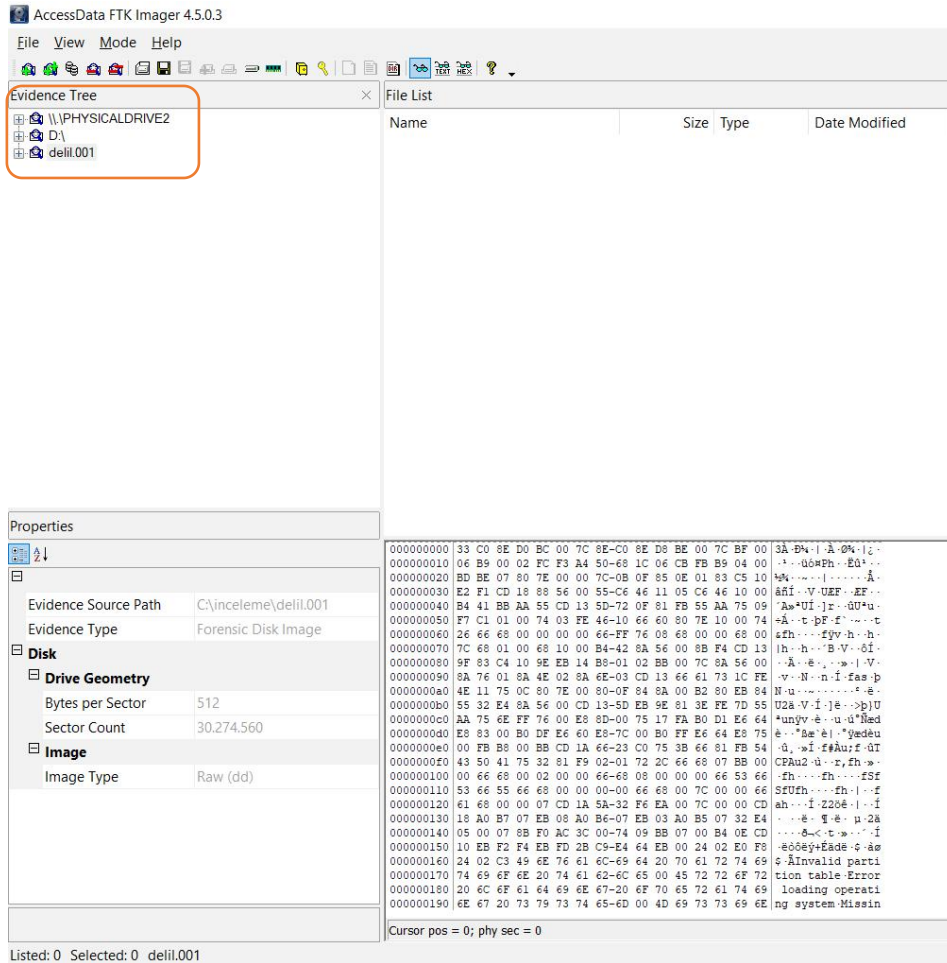 AccessData FTK Imager 4.5.0.3
File View Mode Help
Evidence Tree
File List
\\.\PHYSICALDRIVE2
D:\
delil.001
Name Size Type Date Modified
Properties
Evidence Source Path C:\inceleme\delil.001
Evidence Type Forensic Disk Image
Disk
Drive Geometry
Bytes per Sector 512
Sector Count 30.274.560
Image
Image Type Raw (dd)
000000000 33 C0 8E D0 BC 00 7C 8E-C0 8E D8 BE 00 7C BF 00
000000010 06 B9 00 02 FC F3 A4 50-68 1C 06 CB FB B9 04 00
000000020 BD BE 07 80 7E 00 00 7C-0B 0F 85 0E 01 83 C5 10
000000030 E2 F1 CD 18 88 56 00 55-C6 46 11 05 C6 46 10 00
000000040 B4 41 BB AA 55 CD 13 5D-72 0F 81 FB 55 AA 75 09
000000050 F7 C1 01 00 74 03 FE 46-10 66 60 80 7E 10 00 74
000000060 26 66 68 00 00 00 00 66-FF 76 08 68 00 00 68 00
000000070 7C 68 01 00 68 10 00 B4-42 8A 56 00 8B F4 CD 13
000000080 9F 83 C4 10 9E EB 14 B8-01 02 BB 00 7C 8A 56 00
000000090 8A 76 01 8A 4E 02 8A 6E-03 CD 13 66 61 73 1C FE
0000000a0 4E 11 75 0C 80 7E 00 80-0F 84 8A 00 B2 80 EB 84
0000000b0 55 32 E4 8A 56 00 CD 13-5D EB 9E 81 3E FE 7D 55
0000000c0 AA 75 6E FF 76 00 E8 8D-00 75 17 FA B0 D1 E6 64
0000000d0 E8 83 00 B0 DF E6 60 E8-7C 00 B0 FF E6 64 E8 75
0000000e0 00 FB B8 00 BB CD 1A 66-23 C0 75 3B 66 81 FB 54
0000000f0 43 50 41 75 32 81 F9 02-01 72 2C 66 68 07 BB 00
000000100 00 66 68 00 02 00 00 66-68 08 00 00 00 66 53 66
000000110 53 66 55 66 68 00 00 00-00 66 68 00 7C 00 00 66
000000120 61 68 00 00 07 CD 1A 5A-32 F6 EA 00 7C 00 00 CD
000000130 18 A0 B7 07 EB 08 A0 B6-07 EB 03 A0 B5 07 32 E4
000000140 05 00 07 8B F0 AC 3C 00-74 09 BB 07 00 B4 0E CD
000000150 10 EB F2 F4 EB FD 2B C9-E4 64 EB 00 24 02 E0 F8
000000160 24 02 C3 49 6E 76 61 6C-69 64 20 70 61 72 74 69 $·ÃInvalid parti
000000170 74 69 6F 6E 20 74 61 62-6C 65 00 45 72 72 6F 72 tion table·Error
000000180 20 6C 6F 61 64 69 6E 67-20 6F 70 65 72 61 74 69 loading operati
000000190 6E 67 20 73 79 73 74 65-6D 00 4D 69 73 73 69 6E ng system·Missin
Cursor pos = 0; phy sec = 0
Listed: 0 Selected: 0 delil.001